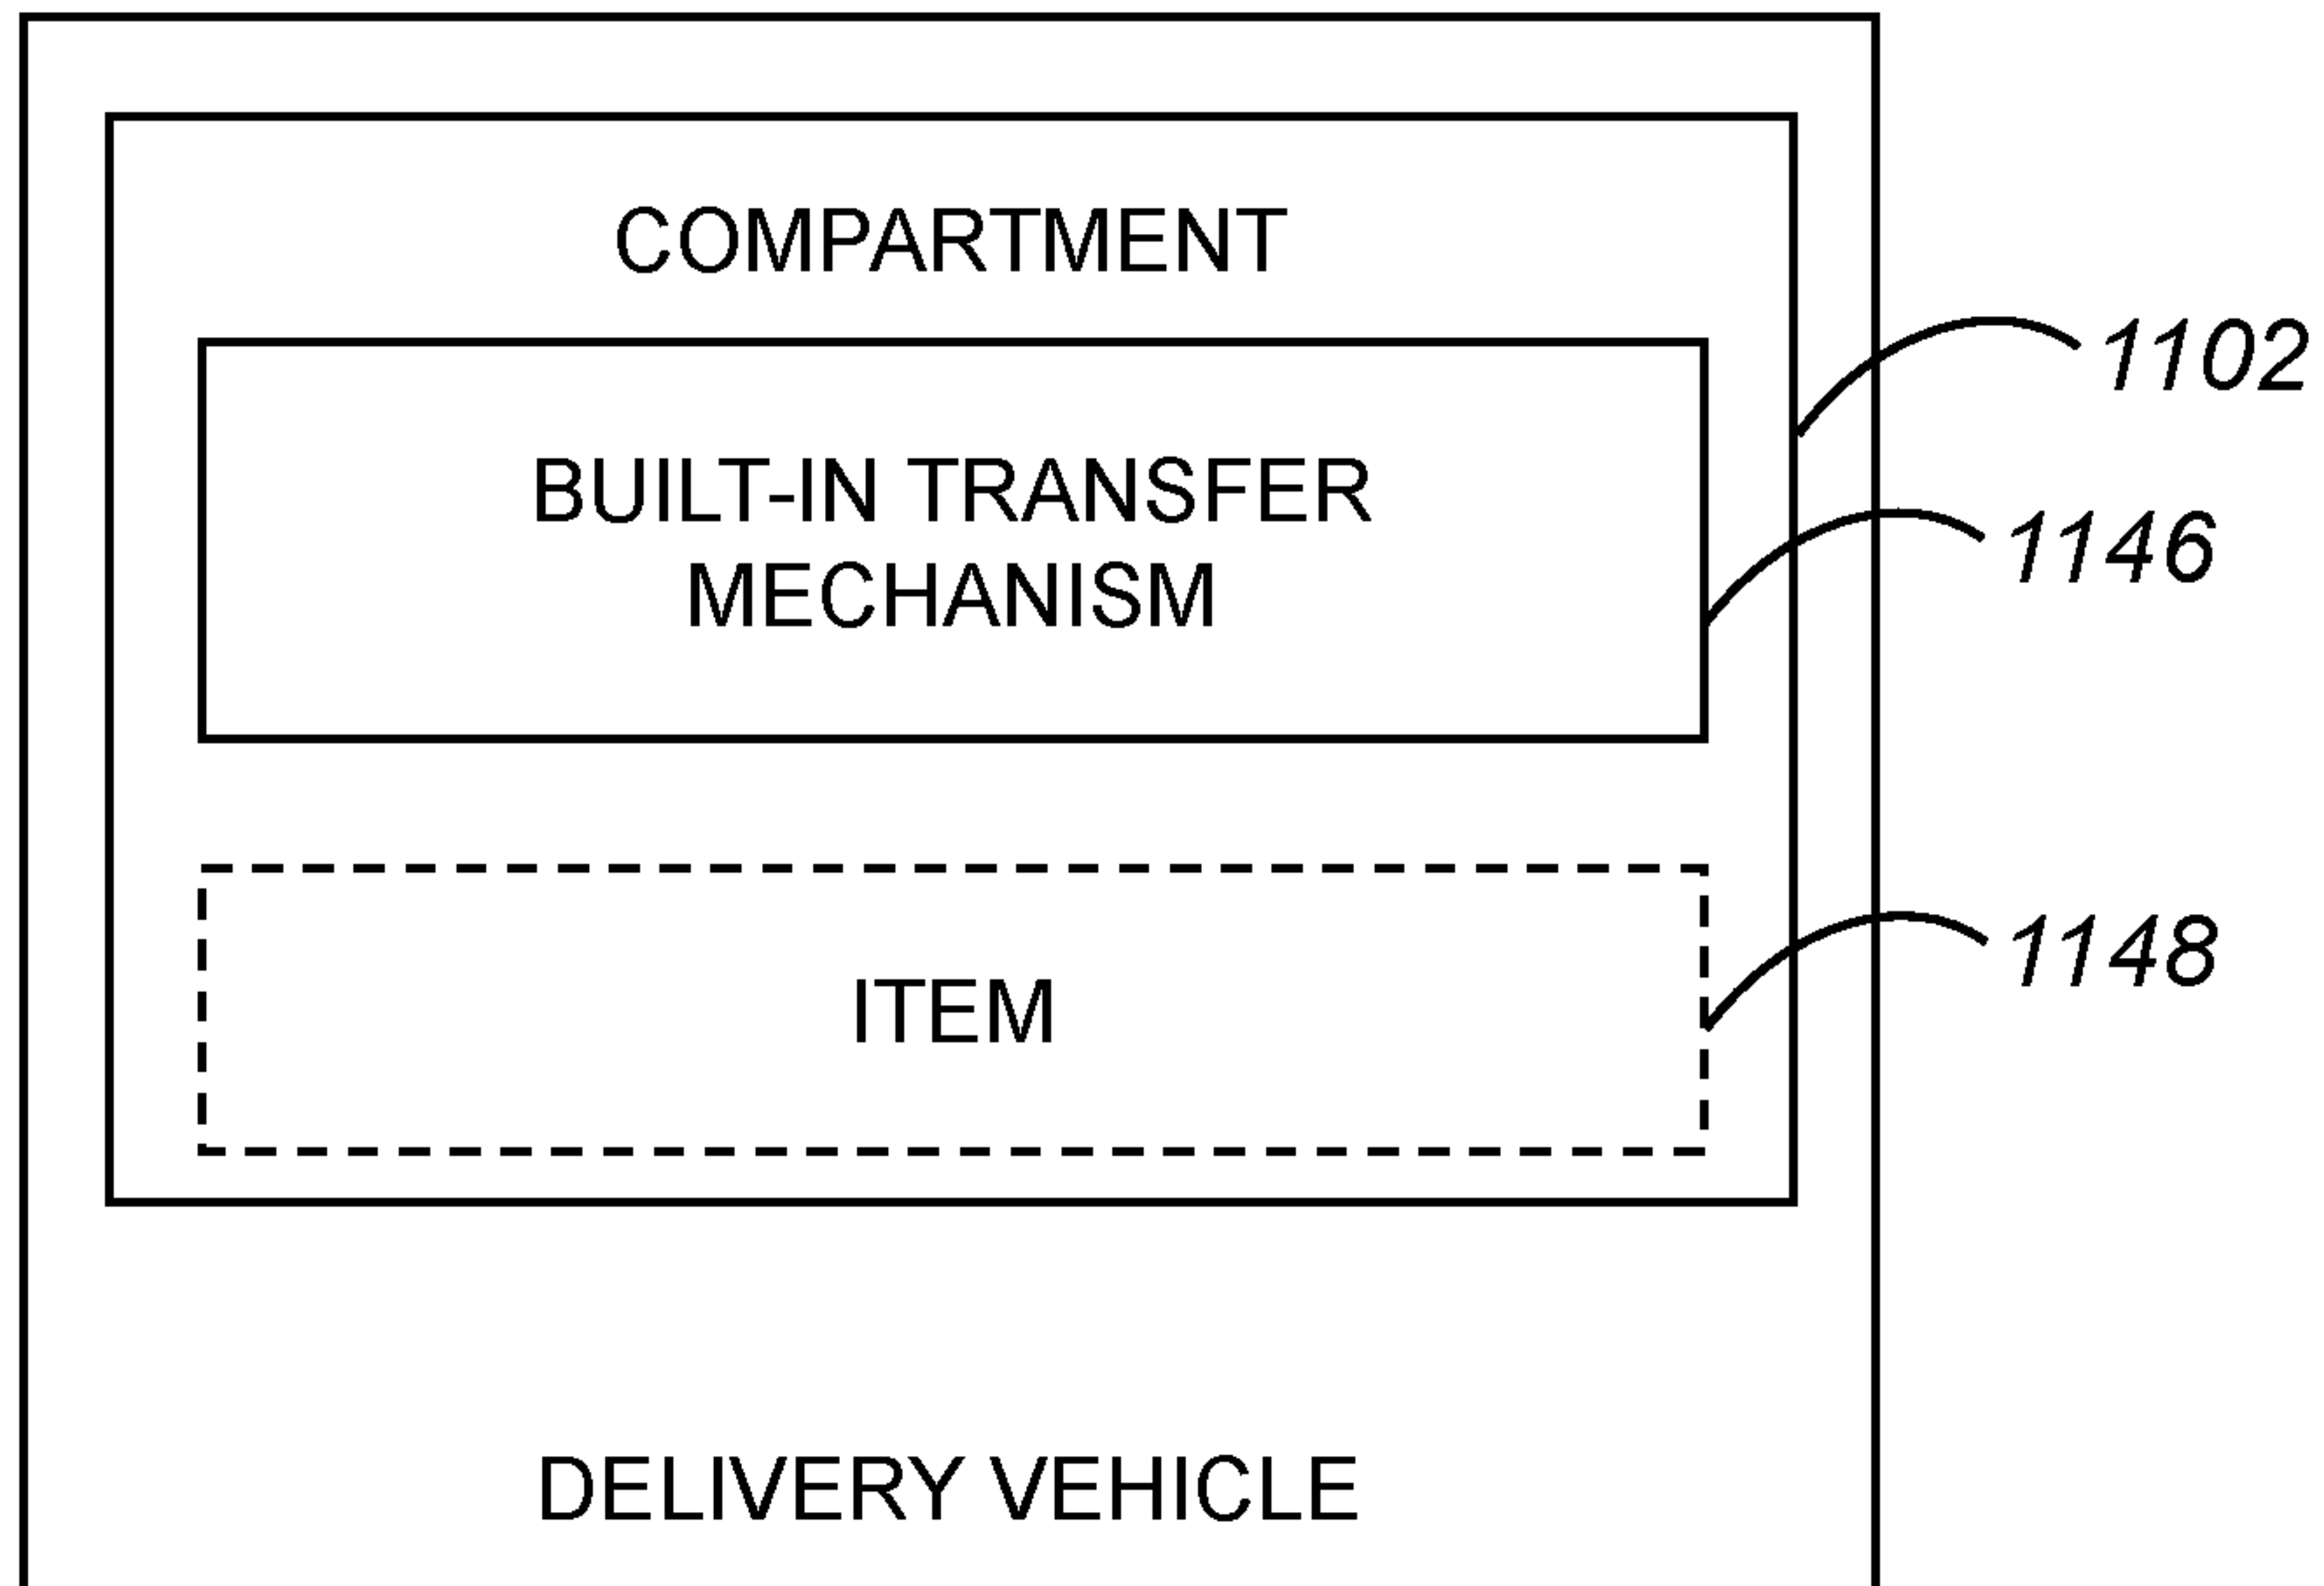 COMPARTMENT
1102
BUILT-IN TRANSFER
MECHANISM
1146
ITEM
1148
DELIVERY VEHICLE